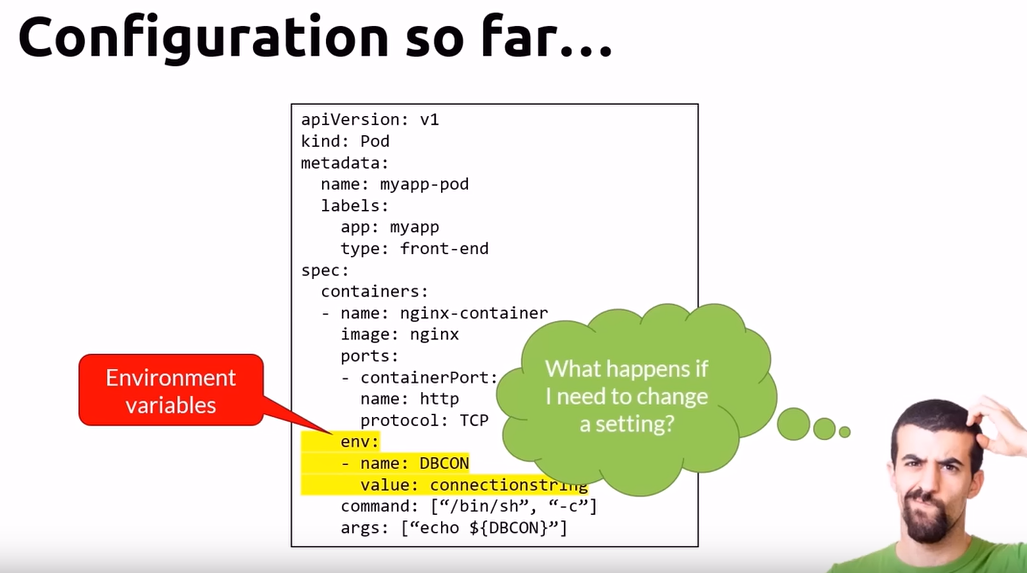 Configuration so far...
apiVersion: v1
kind: Pod
metadata:
  name: myapp-pod
  labels:
    app: myapp
    type: front-end
spec:
  containers:
  - name: nginx-container
    image: nginx
    ports:
    - containerPort:
      name: http
      protocol: TCP
    env:
    - name: DBCON
      value: connectionstring
    command: [“/bin/sh”, “-c”]
    args: [“echo ${DBCON}”]
Environment
variables
What happens if
I need to change
a setting?